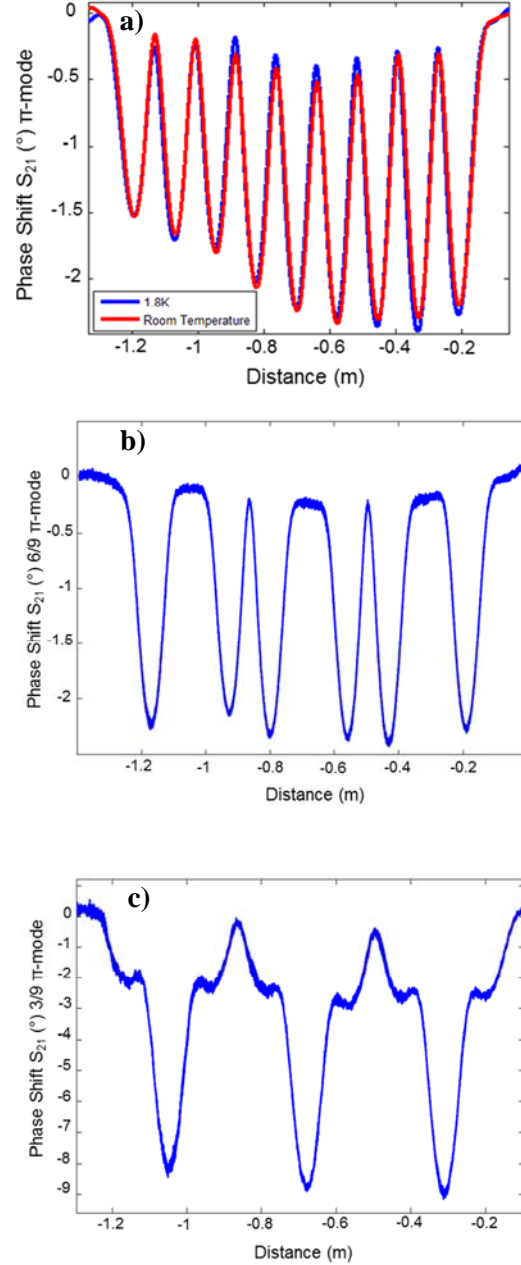 a)
Phase Shift S₂₁ (°) π-mode
0
-0.5
-1
-1.5
-2
1.8K
Room Temperature
-1.2 -1 -0.8 -0.6 -0.4 -0.2
Distance (m)
b)
Phase Shift S₂₁ (°) 6/9 π-mode
0
-0.5
-1
-1.5
-2
-1.2 -1 -0.8 -0.6 -0.4 -0.2
Distance (m)
c)
Phase Shift S₂₁ (°) 3/9 π-mode
0
-1
-2
-3
-4
-5
-6
-7
-8
-9
-1.2 -1 -0.8 -0.6 -0.4 -0.2
Distance (m)